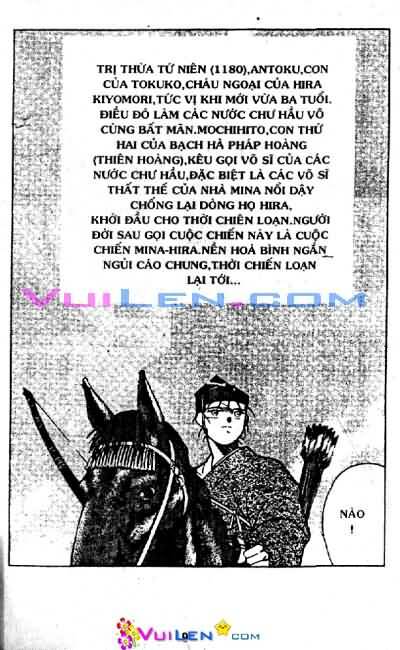 TRỊ THỪA TỨ NIÊN (1180),ANTOKU,CON
CỦA TOKUKO,CHÁU NGOẠI CỦA HIRA
KIYOMORI,TỨC VỊ KHI MỚI VỪA BA TUỔI.
ĐIỀU ĐÓ LÀM CÁC NƯỚC CHƯ HẦU VÔ
CÙNG BẤT MÃN.MOCHIHITO,CON THỨ
HAI CỦA BẠCH HÀ PHÁP HOÀNG
(THIÊN HOÀNG),KÊU GỌI VÕ SĨ CỦA CÁC
NƯỚC CHƯ HẦU,ĐẶC BIỆT LÀ CÁC VÕ SĨ
THẤT THẾ CỦA NHÀ MINA NỔI DẬY
CHỐNG LẠI DÒNG HỌ HIRA,
KHỞI ĐẦU CHO THỜI CHIẾN LOẠN.NGƯỜI
ĐỜI SAU GỌI CUỘC CHIẾN NÀY LÀ CUỘC
CHIẾN MINA-HIRA.NỀN HOÀ BÌNH NGẮN
NGỦI CÁO CHUNG,THỜI CHIẾN LOẠN
LẠI TỚI...
VUILEN.COM
NÀO
!
VUILEN
.COM